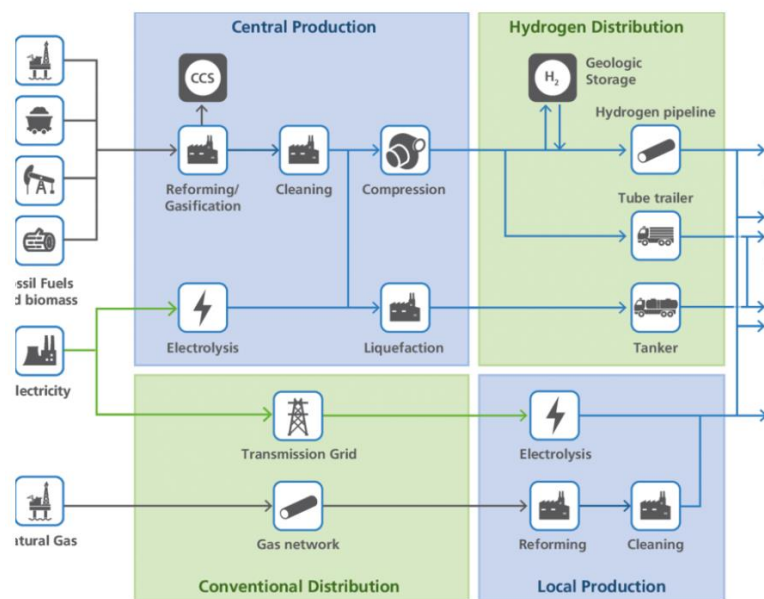 Central Production
Hydrogen Distribution
CCS
H2
Geologic
Storage
Hydrogen pipeline
Reforming/
Gasification
Cleaning
Compression
Tube trailer
ssil Fuels
d biomass
Electrolysis
Liquefaction
Tanker
lectricity
Transmission Grid
Electrolysis
atural Gas
Gas network
Reforming
Cleaning
Conventional Distribution
Local Production